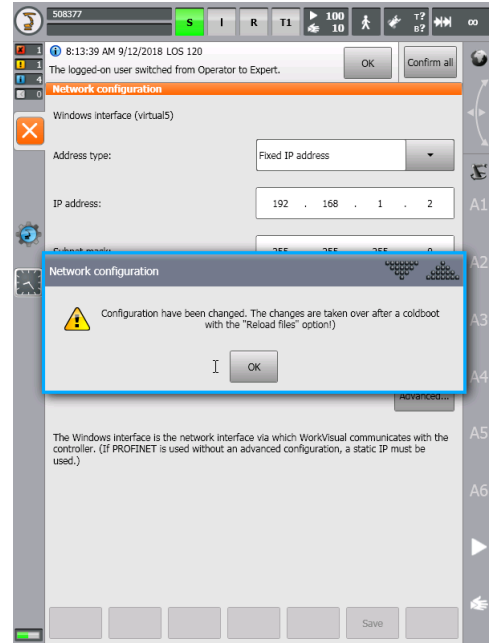 508377
S
I
R
T1
100
10
T?
B?
∞
1
1
4
0
8:13:39 AM 9/12/2018 LOS 120
The logged-on user switched from Operator to Expert.
OK
Confirm all
Network configuration
Windows interface (virtual5)
Address type:
Fixed IP address
IP address:
192 . 168 . 1 . 2
Subnet mask:
255 255 255 0
Network configuration
Configuration have been changed. The changes are taken over after a coldboot
with the "Reload files" option!)
OK
Advanced...
The Windows interface is the network interface via which WorkVisual communicates with the
controller. (If PROFINET is used without an advanced configuration, a static IP must be
used.)
Save
A1
A2
A3
A4
A5
A6